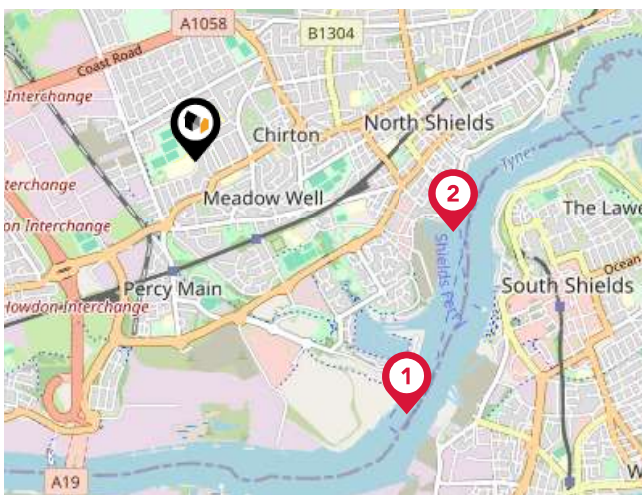 A1058
B1304
Coast Road
Interchange
North Shields
Chirton
Tyne
terchange
Meadow Well
2
The Lawe
on Interchange
Shields Fer
Ocean
Percy Main
South Shields
Howdon Interchange
1
A19
W